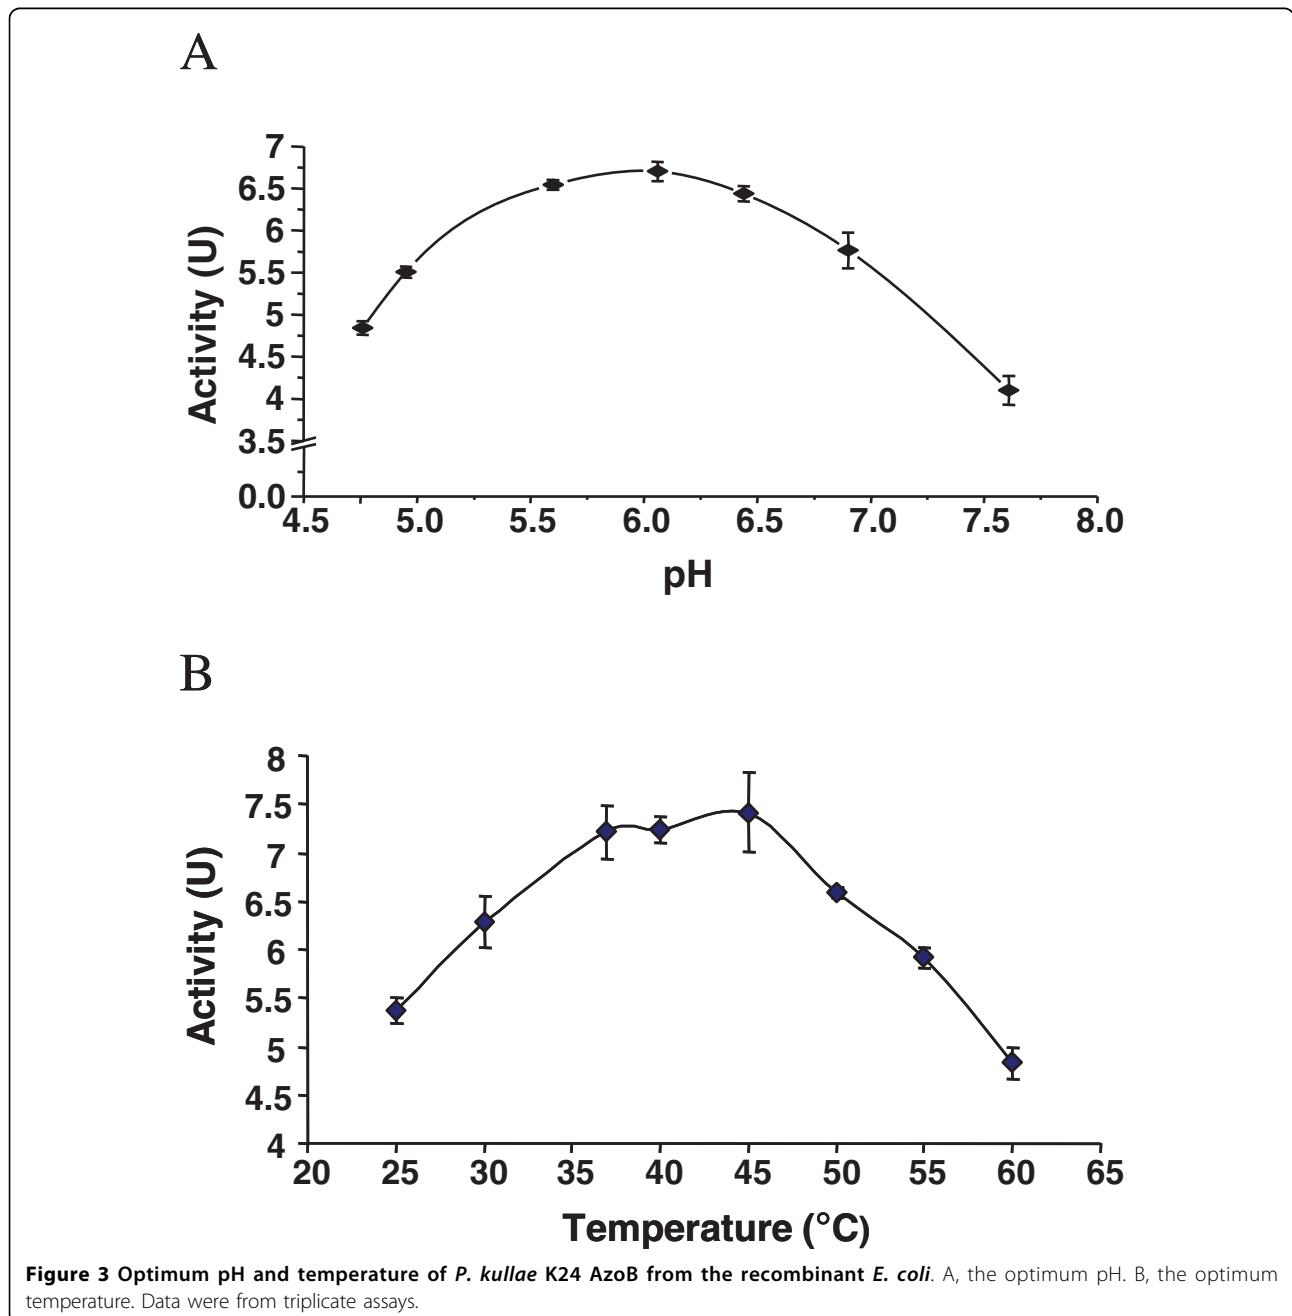 A
7
6.5
6
5.5
5
4.5
4
3.5
0.0
Activity (U)
4.5 5.0 5.5 6.0 6.5 7.0 7.5 8.0
pH
B
8
7.5
7
6.5
6
5.5
5
4.5
4
Activity (U)
20 25 30 35 40 45 50 55 60 65
Temperature (°C)
Figure 3 Optimum pH and temperature of P. kullae K24 AzoB from the recombinant E. coli. A, the optimum pH. B, the optimum
temperature. Data were from triplicate assays.